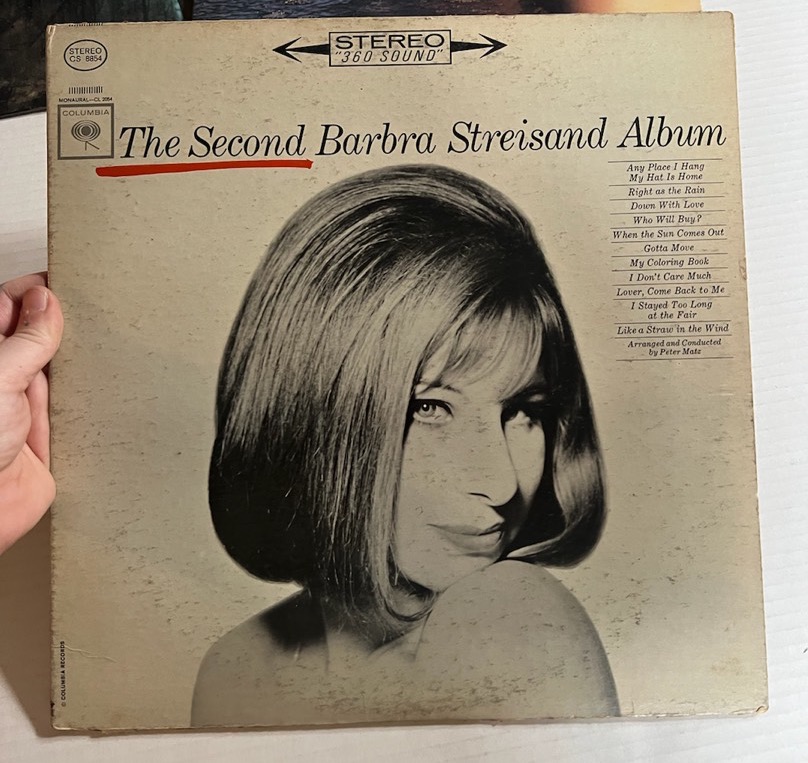 STEREO
CS 8854
STEREO
"360 SOUND"
MONAURAL—CL 2054
COLUMBIA
The Second Barbra Streisand Album
Any Place I Hang
My Hat Is Home
Right as the Rain
Down With Love
Who Will Buy?
When the Sun Comes Out
Gotta Move
My Coloring Book
I Don't Care Much
Lover, Come Back to Me
I Stayed Too Long
at the Fair
Like a Straw in the Wind
Arranged and Conducted
by Peter Matz
© COLUMBIA RECORDS